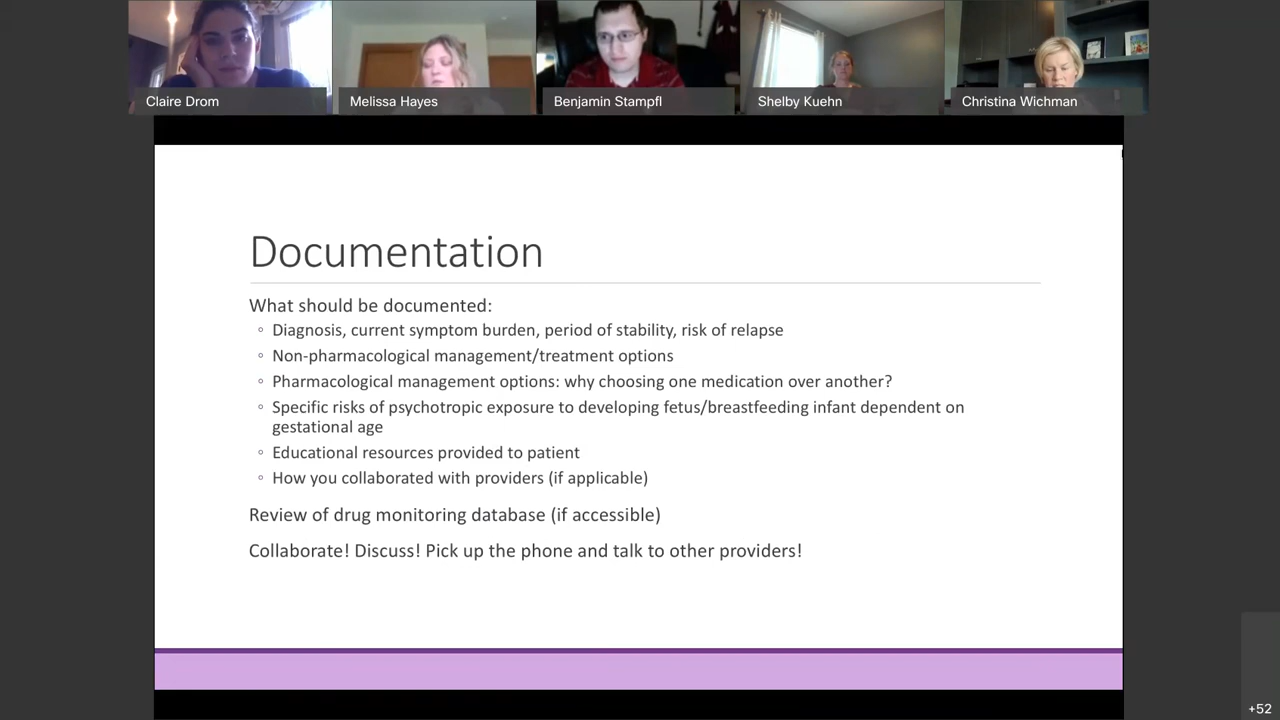 Claire Drom
Melissa Hayes
Benjamin Stampfl
Shelby Kuehn
Christina Wichman
Documentation
What should be documented:
◦ Diagnosis, current symptom burden, period of stability, risk of relapse
◦ Non-pharmacological management/treatment options
◦ Pharmacological management options: why choosing one medication over another?
◦ Specific risks of psychotropic exposure to developing fetus/breastfeeding infant dependent on
gestational age
◦ Educational resources provided to patient
◦ How you collaborated with providers (if applicable)
Review of drug monitoring database (if accessible)
Collaborate! Discuss! Pick up the phone and talk to other providers!
+52